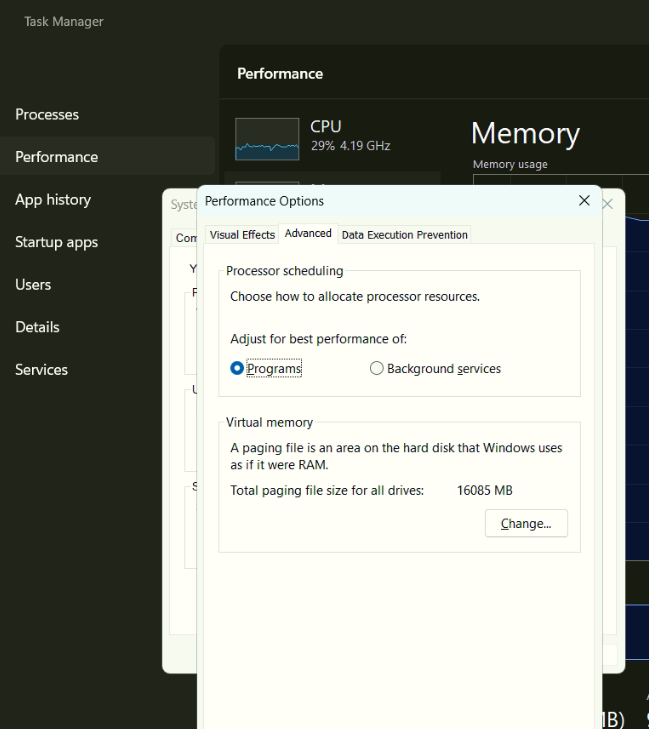 Task Manager
Performance
Processes
Performance
App history
Startup apps
Users
Details
Services
CPU
29% 4.19 GHz
Memory
Memory usage
Performance Options
Visual Effects
Advanced
Data Execution Prevention
Processor scheduling
Choose how to allocate processor resources.
Adjust for best performance of:
Programs
Background services
Virtual memory
A paging file is an area on the hard disk that Windows uses
as if it were RAM.
Total paging file size for all drives: 16085 MB
Change...